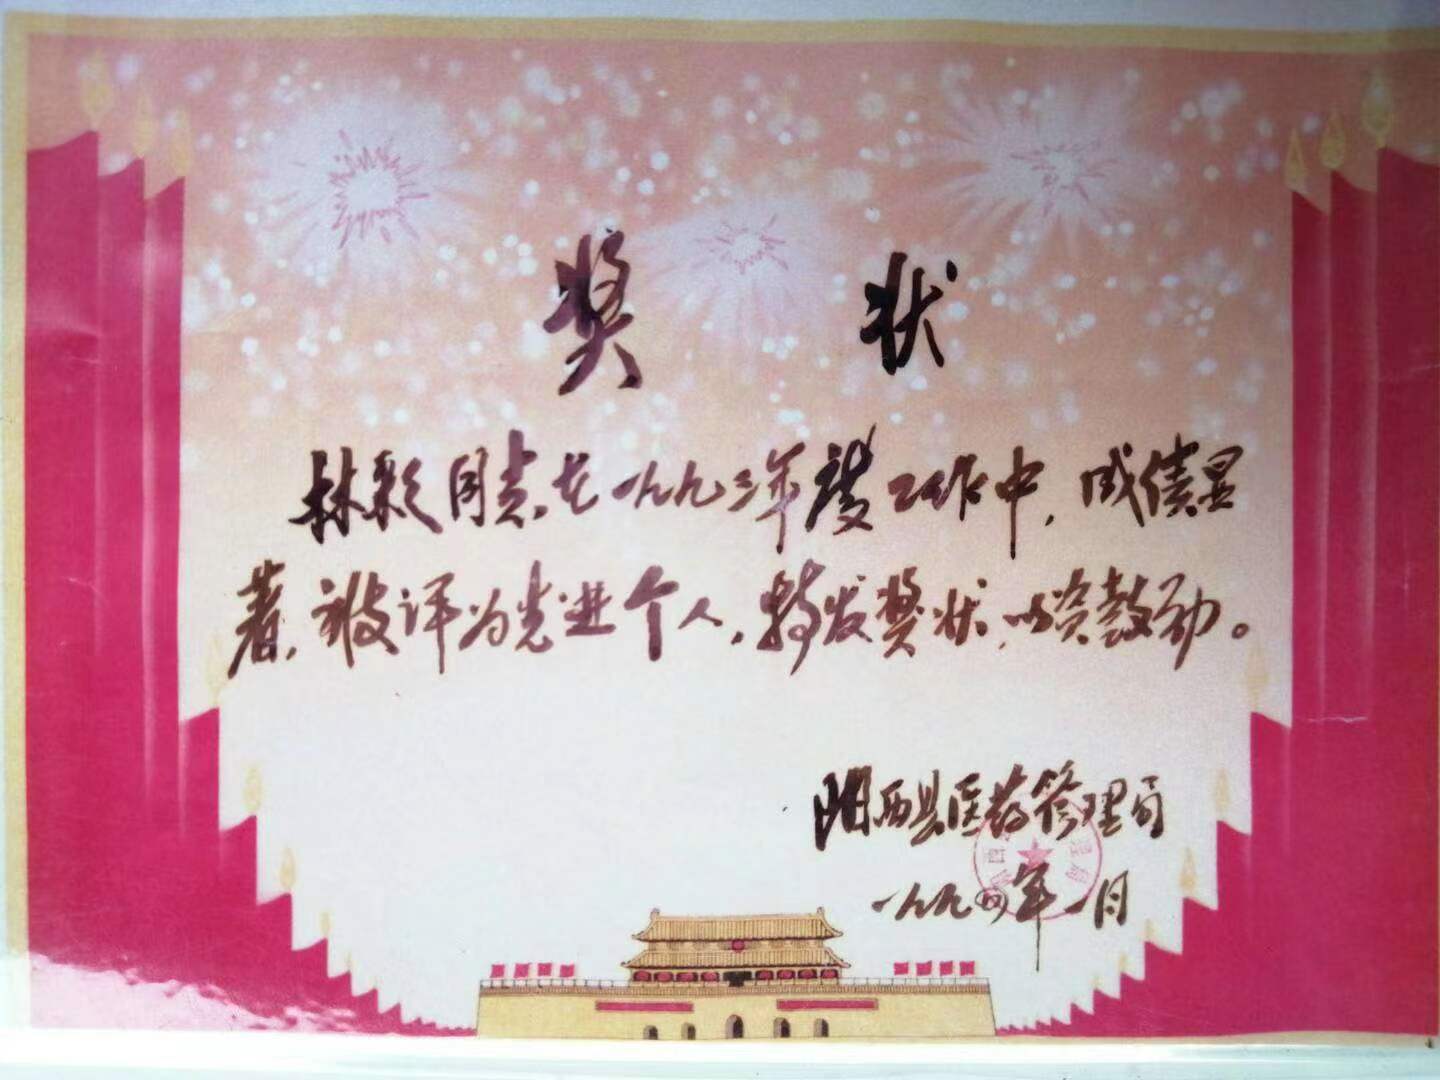 奖状
林彩同志在一九九三年度工作中，成绩显
著，被评为先进个人，特发奖状，以资鼓励。
阳西县医药管理局
一九九四年一月